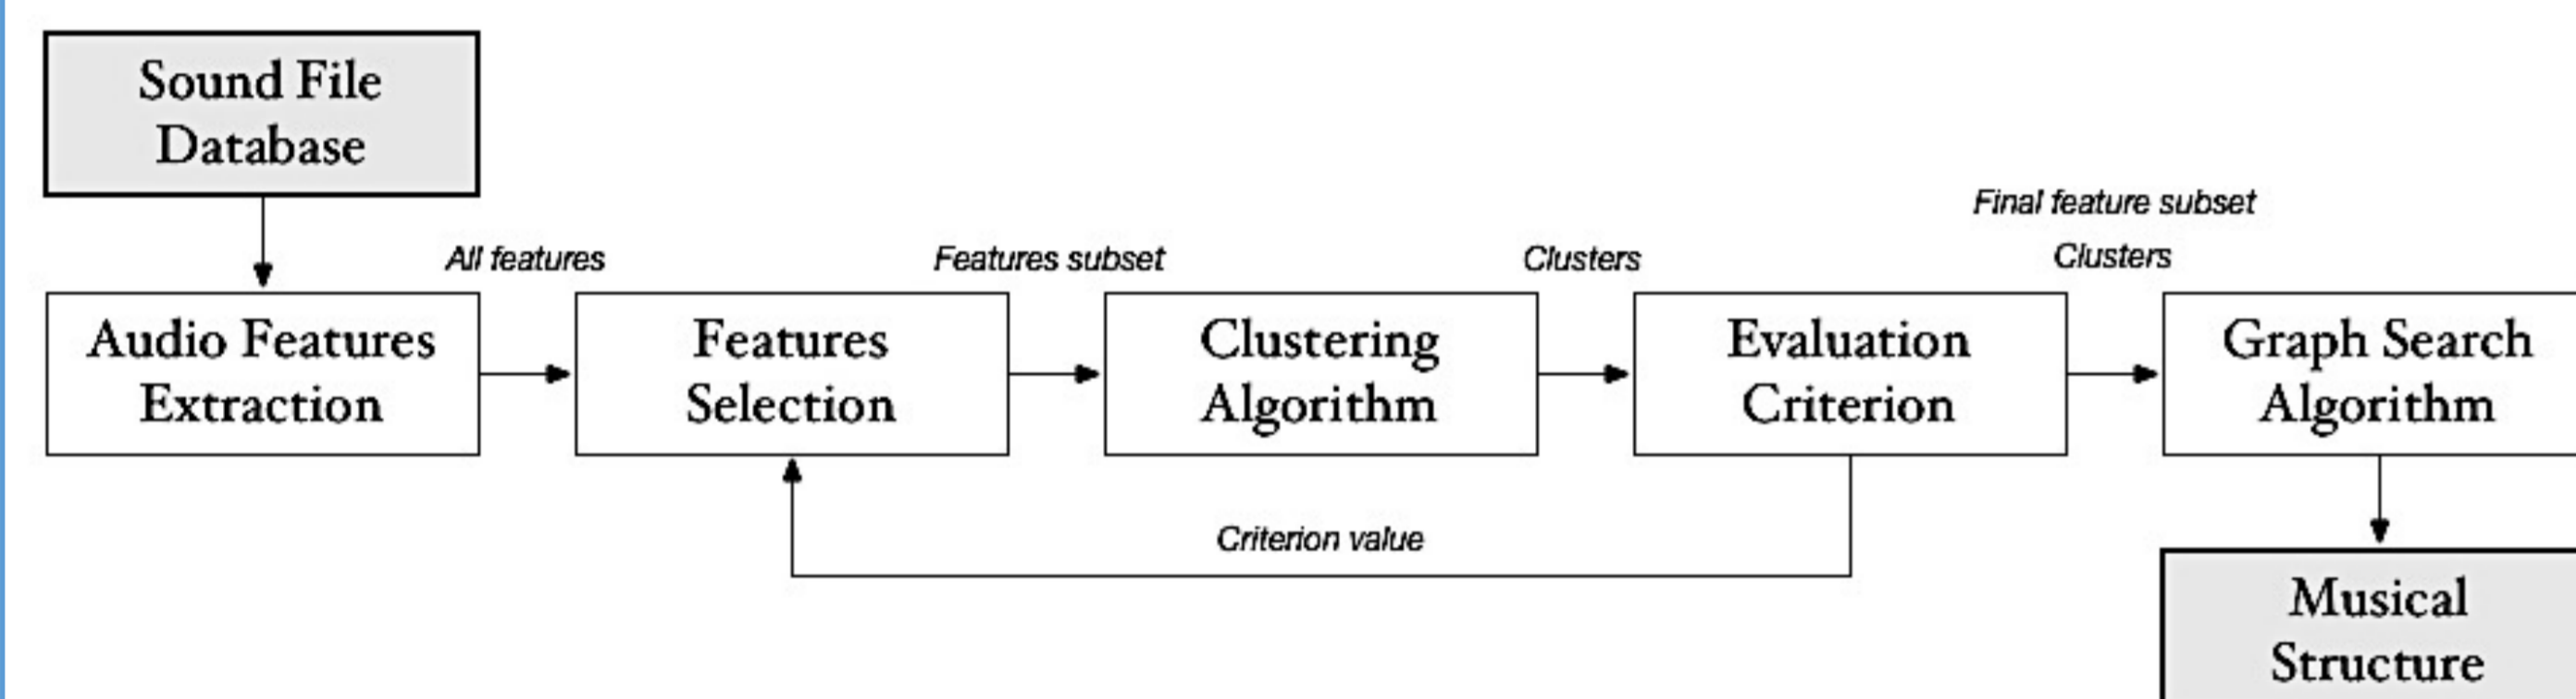 Sound File
Database
Final feature subset
All features
Features subset
Clusters
Clusters
Audio Features
Extraction
Features
Selection
Clustering
Algorithm
Evaluation
Criterion
Graph Search
Algorithm
Criterion value
Musical
Structure